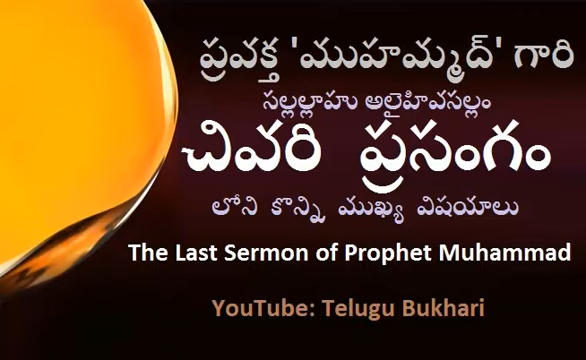 ప్రవక్త 'ముహమ్మద్' గారి
సల్లల్లాహు అలైహివసల్లం
చివరి ప్రసంగం
లోని కొన్ని ముఖ్య విషయాలు
The Last Sermon of Prophet Muhammad
YouTube: Telugu Bukhari